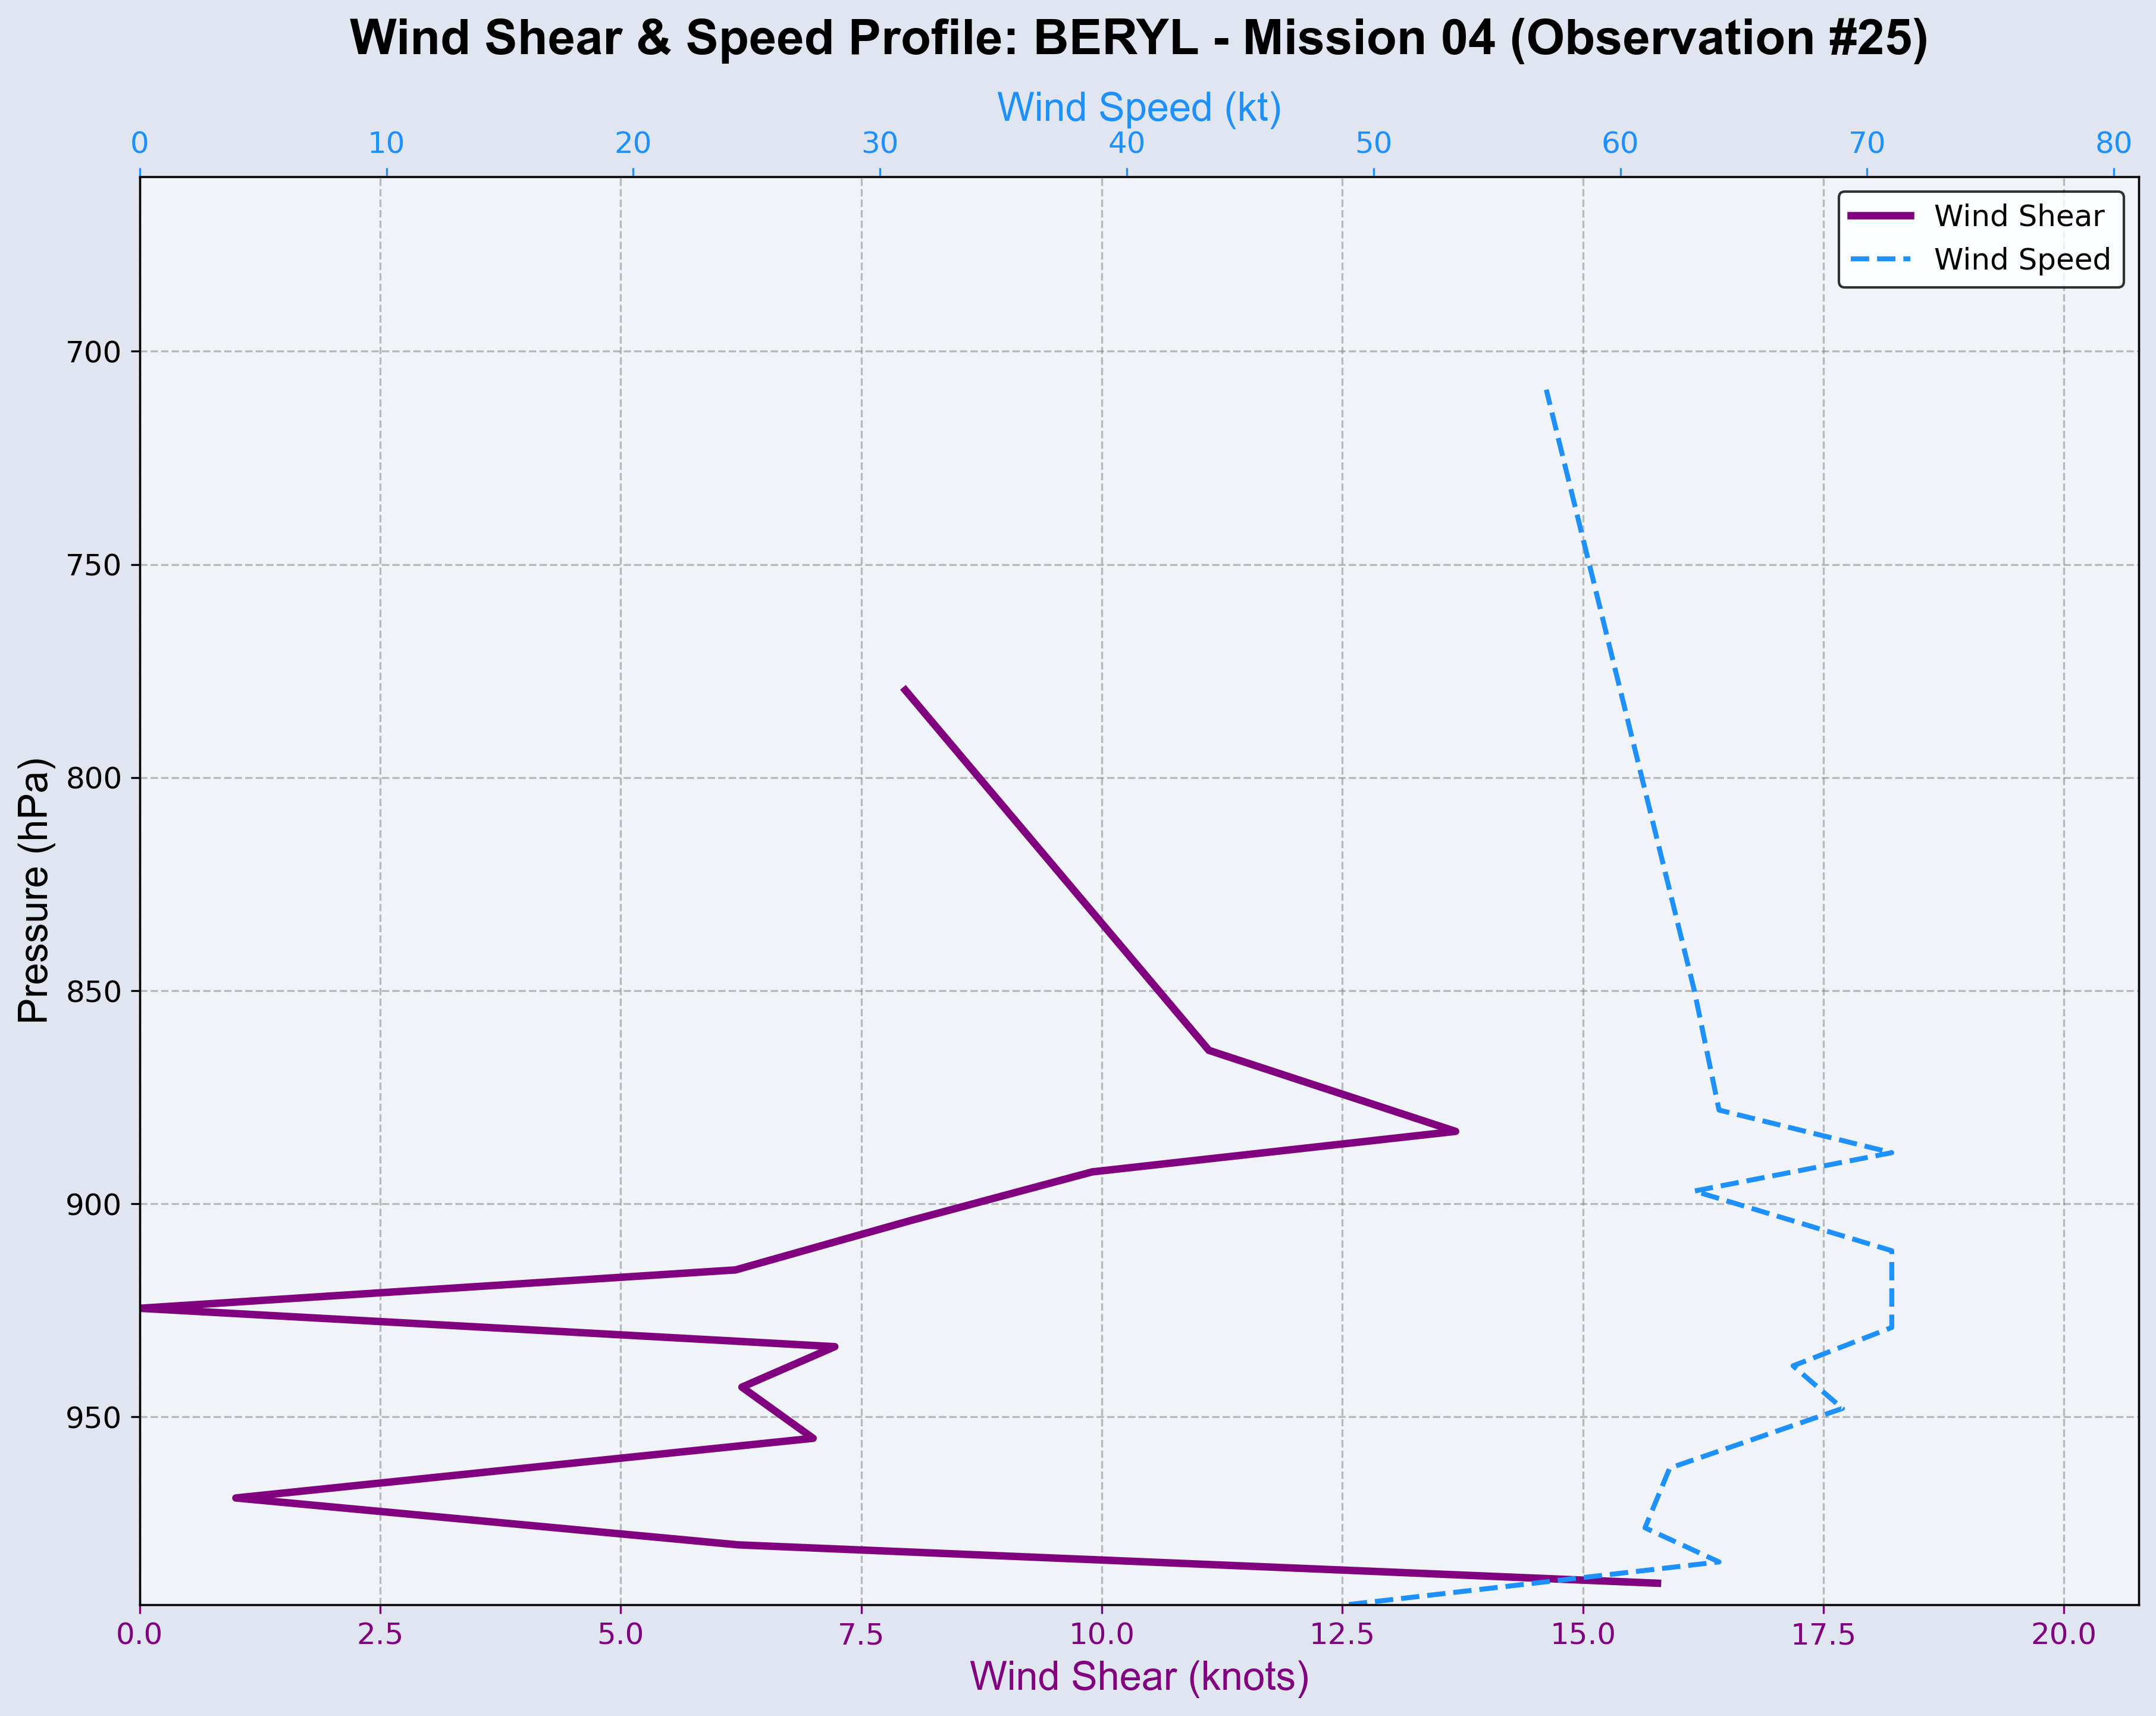 Wind Shear & Speed Profile: BERYL - Mission 04 (Observation #25)
Wind Speed (kt)
0 10 20 30 40 50 60 70 80
Wind Shear
Wind Speed
700
750
800
850
900
950
Pressure (hPa)
0.0 2.5 5.0 7.5 10.0 12.5 15.0 17.5 20.0
Wind Shear (knots)